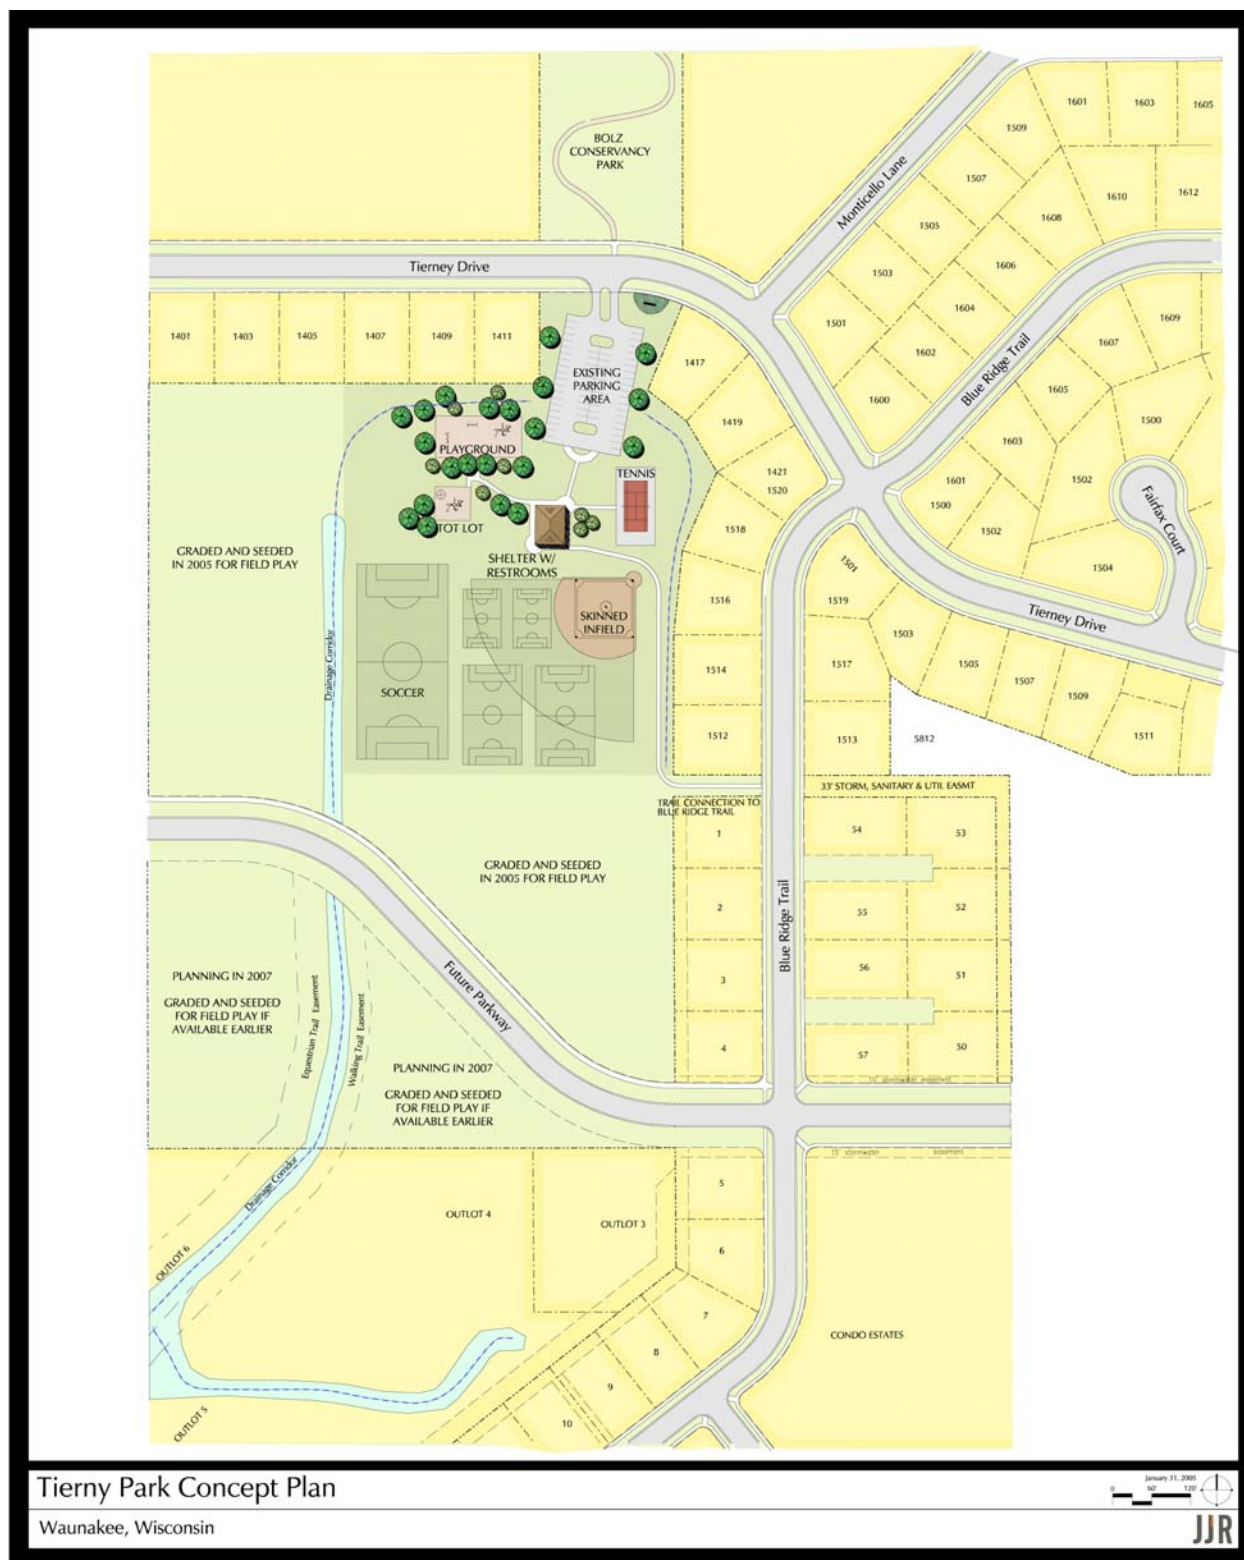 BOLZ
CONSERVANCY
PARK
1601
1603
1605
1509
1507
1610
1612
Monticello Lane
1505
1608
Tierney Drive
1503
1606
1604
1501
1602
1600
Blue Ridge Trail
1609
1607
1605
1603
1500
1401
1403
1405
1407
1409
1411
1417
EXISTING
PARKING
AREA
1419
PLAYGROUND
TENNIS
1421
1520
1601
1500
1502
1502
Fairfax Court
TOT LOT
1518
1504
GRADED AND SEEDED
IN 2005 FOR FIELD PLAY
SHELTER W/
RESTROOMS
1501
1516
1519
SKINNED
INFIELD
Tierney Drive
1503
Drainage Corridor
SOCCER
1514
1517
1505
1507
1509
1512
1513
5812
1511
33' STORM, SANITARY & UTIL EASMT
TRAIL CONNECTION TO
BLUE RIDGE TRAIL
1
54
53
GRADED AND SEEDED
IN 2005 FOR FIELD PLAY
2
Blue Ridge Trail
55
52
Future Parkway
3
56
51
PLANNING IN 2007
GRADED AND SEEDED
FOR FIELD PLAY IF
AVAILABLE EARLIER
Equestrian Trail Easement
Walking Trail Easement
4
57
50
PLANNING IN 2007
GRADED AND SEEDED
FOR FIELD PLAY IF
AVAILABLE EARLIER
stormwater easement
15' stormwater easement
Drainage Corridor
5
OUTLOT 4
OUTLOT 3
6
OUTLOT 6
7
CONDO ESTATES
8
9
10
OUTLOT 5
Tierny Park Concept Plan
January 31, 2005
0 60' 120'
Waunakee, Wisconsin
JJR